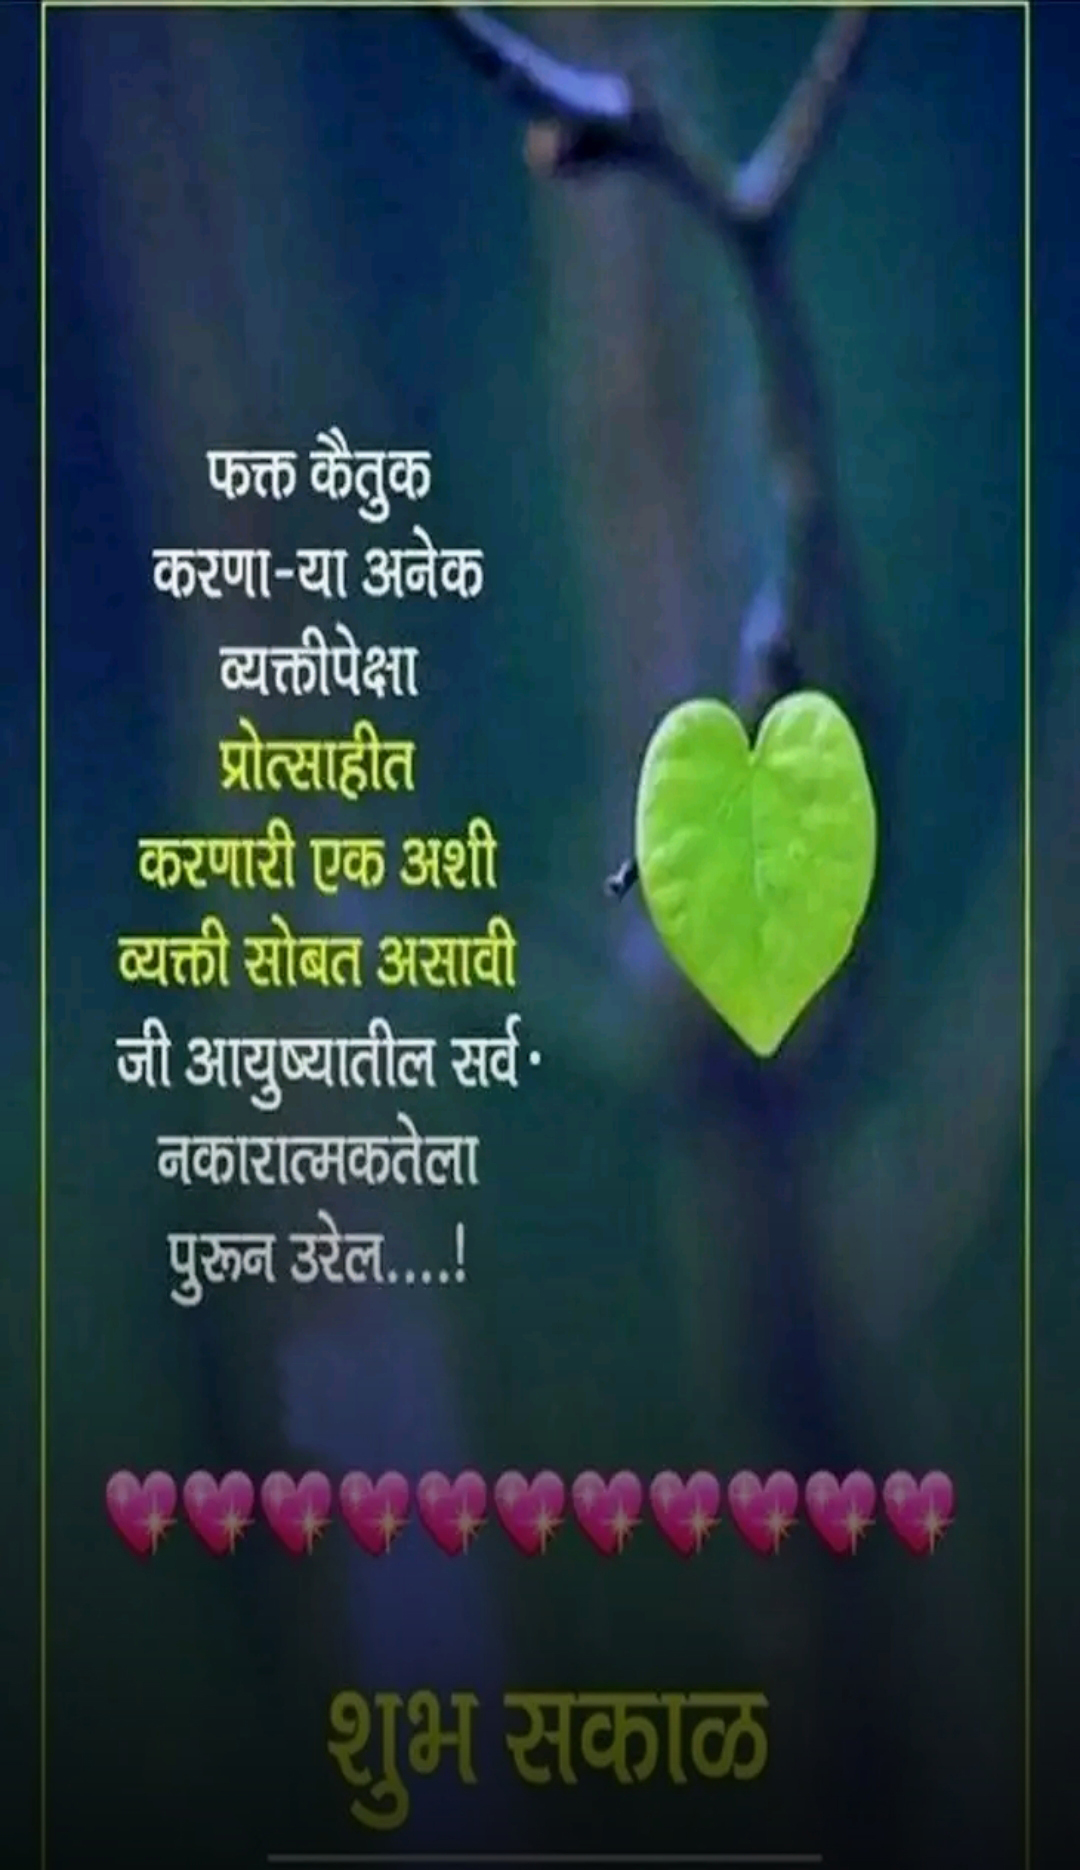 फक्त कैतुक
करणा-या अनेक
व्यक्तीपेक्षा
प्रोत्साहीत
करणारी एक अशी
व्यक्ती सोबत असावी
जी आयुष्यातील सर्व·
नकारात्मकतेला
पुरून उरेल....!
शुभ सकाळ